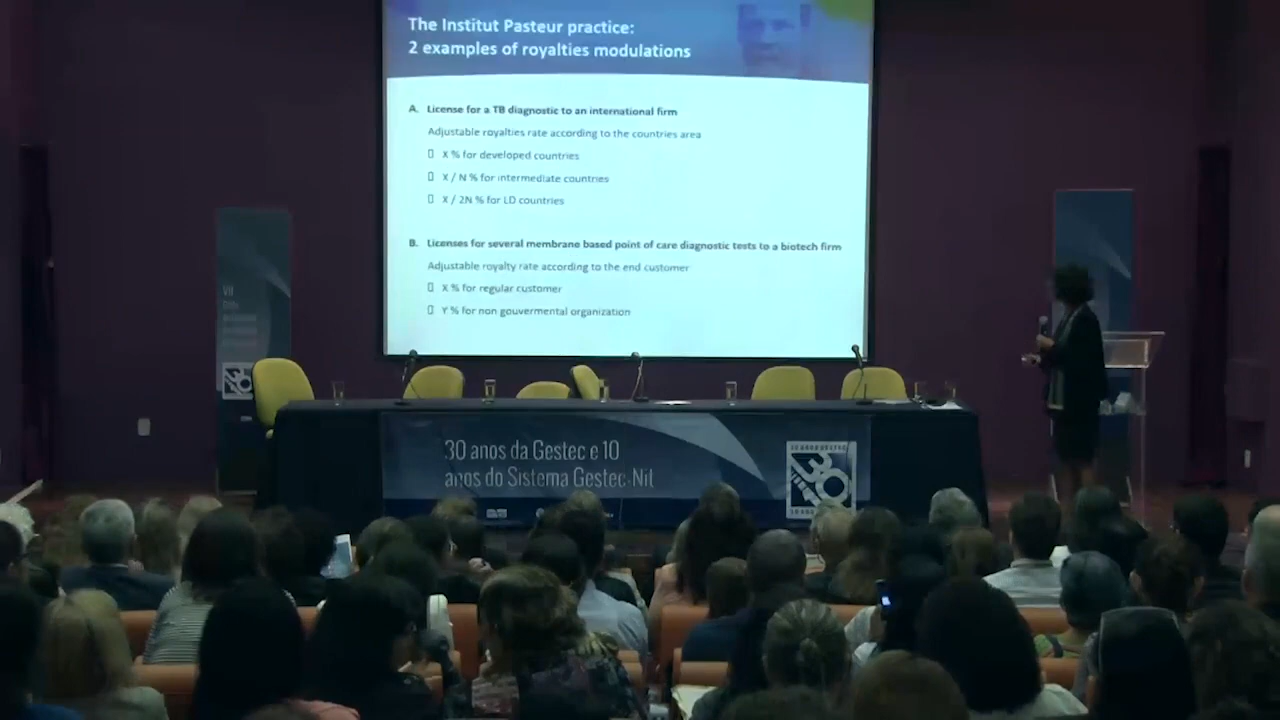 The Institut Pasteur practice:
2 examples of royalties modulations
A. License for a TB diagnostic to an international firm
Adjustable royalties rate according to the countries area
X % for developed countries
X / N % for intermediate countries
X / 2N % for LD countries
B. Licenses for several membrane based point of care diagnostic tests to a biotech firm
Adjustable royalty rate according to the end customer
X % for regular customer
Y % for non gouvermental organization
30 anos da Gestec e 10
anos do Sistema Gestec-Nit
30